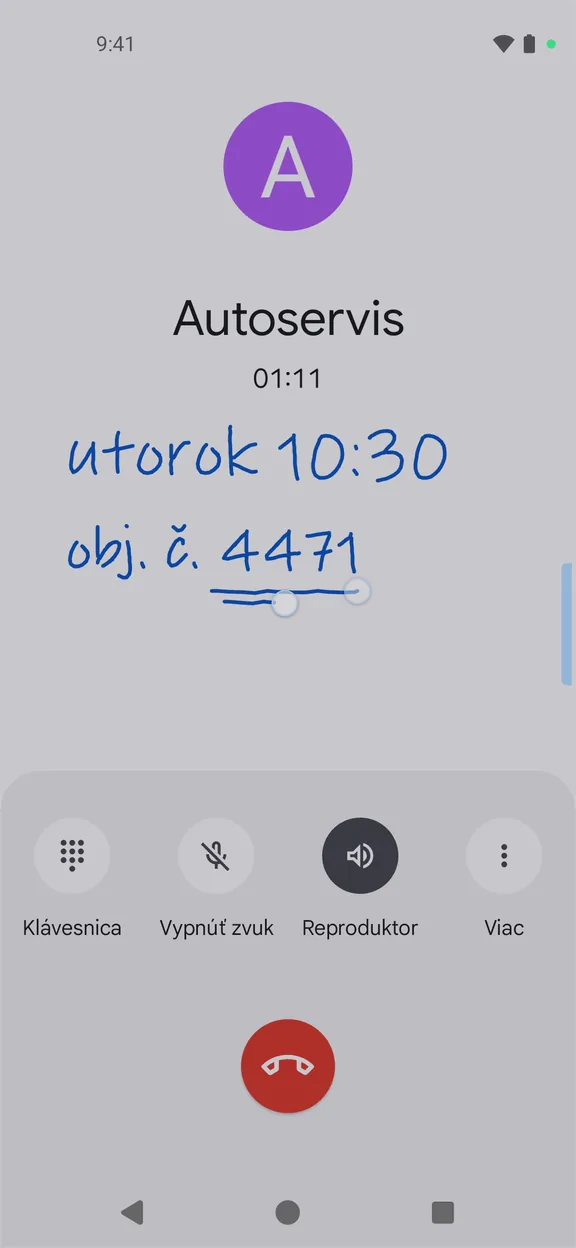 9:41
A
Autoservis
01:11
utorok 10:30
obj. č. 4471
Klávesnica
Vypnúť zvuk
Reproduktor
Viac